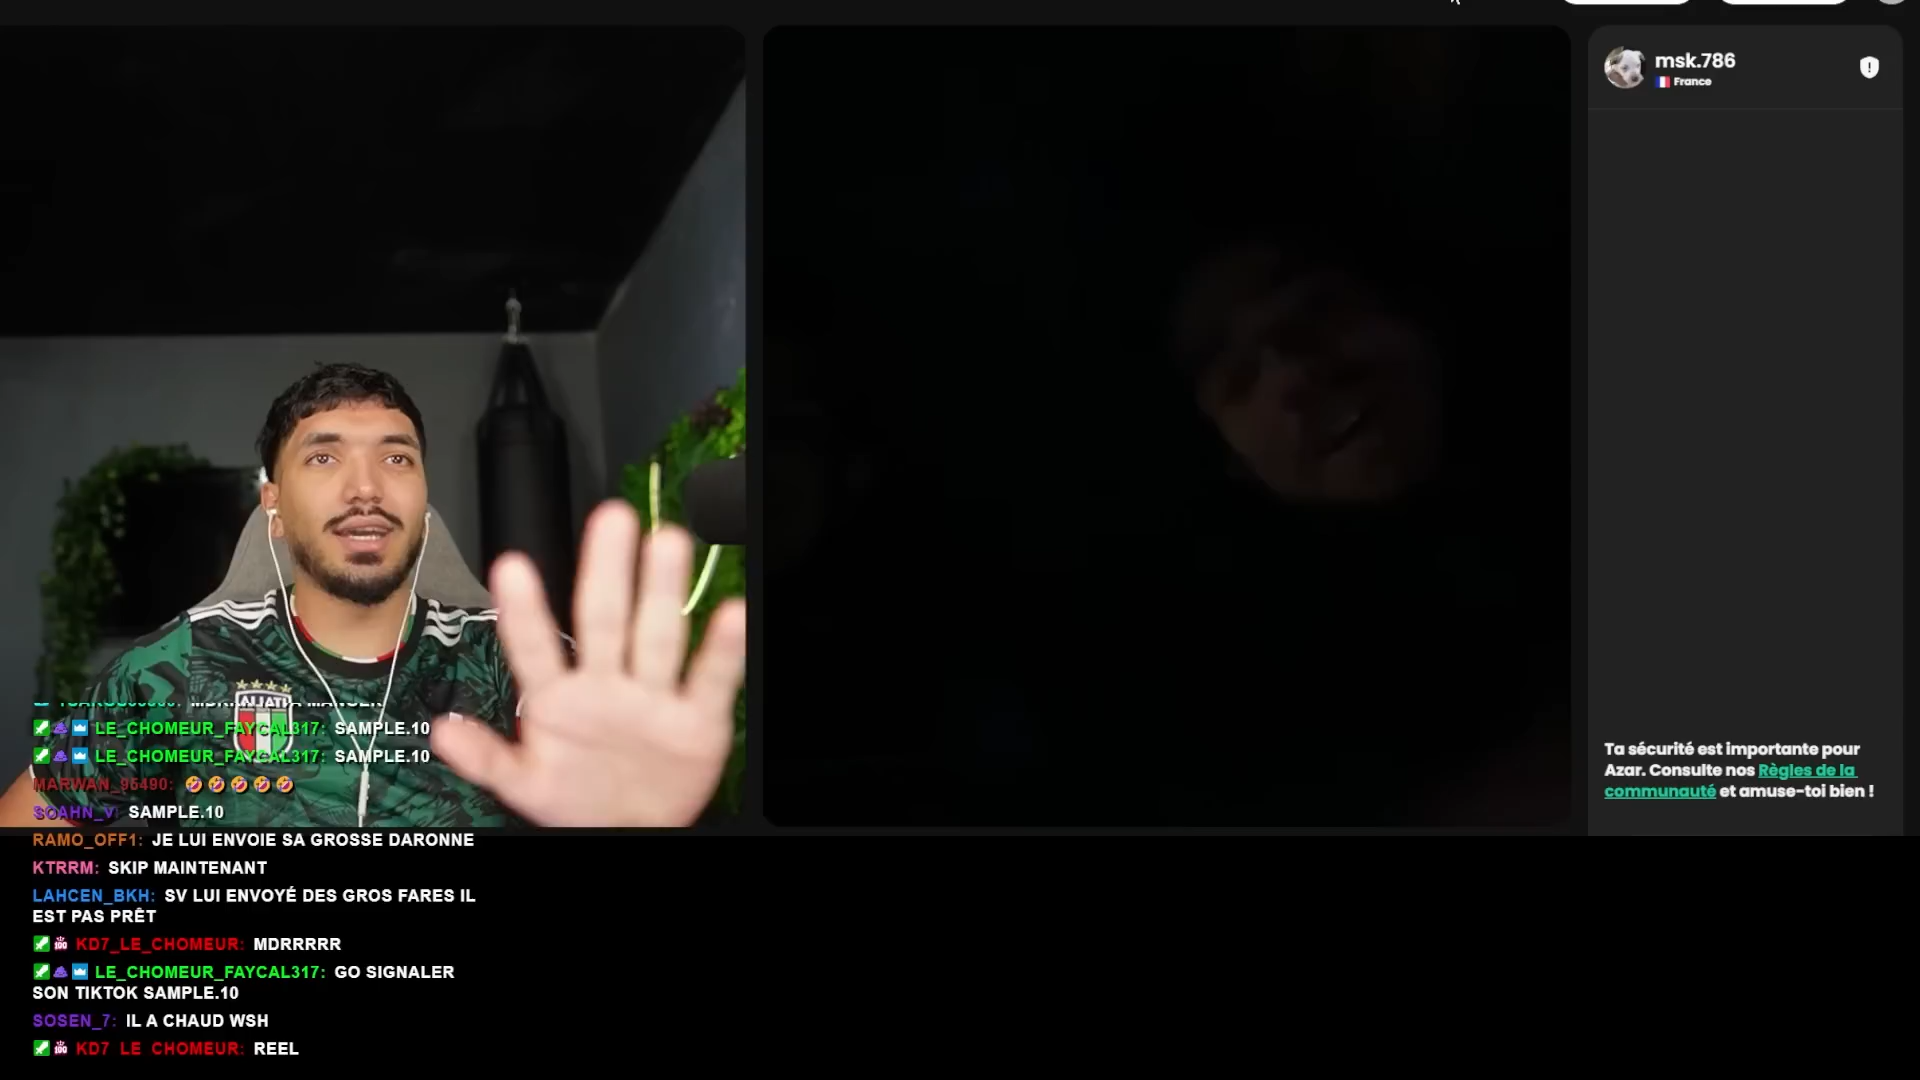 msk.786
France
LE_CHOMEUR_FAYCAL317: SAMPLE.10
LE_CHOMEUR_FAYCAL317: SAMPLE.10
MARWAN_95490: 🤣🤣🤣🤣🤣
SOAHN_V: SAMPLE.10
RAMO_OFF1: JE LUI ENVOIE SA GROSSE DARONNE
KTRRM: SKIP MAINTENANT
LAHCEN_BKH: SV LUI ENVOYÉ DES GROS FARES IL
EST PAS PRÊT
KD7_LE_CHOMEUR: MDRRRRR
LE_CHOMEUR_FAYCAL317: GO SIGNALER
SON TIKTOK SAMPLE.10
SOSEN_7: IL A CHAUD WSH
KD7_LE_CHOMEUR: REEL
Ta sécurité est importante pour
Azar. Consulte nos Règles de la
communauté et amuse-toi bien !